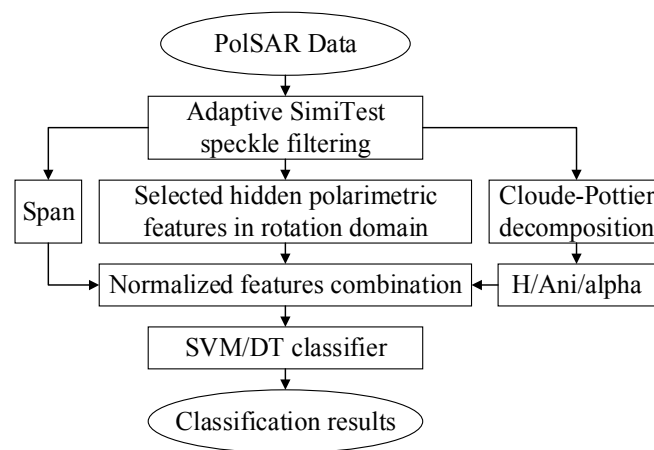 PolSAR Data
Adaptive SimiTest
speckle filtering
Span
Selected hidden polarimetric
features in rotation domain
Cloude-Pottier
decomposition
Normalized features combination
H/Ani/alpha
SVM/DT classifier
Classification results